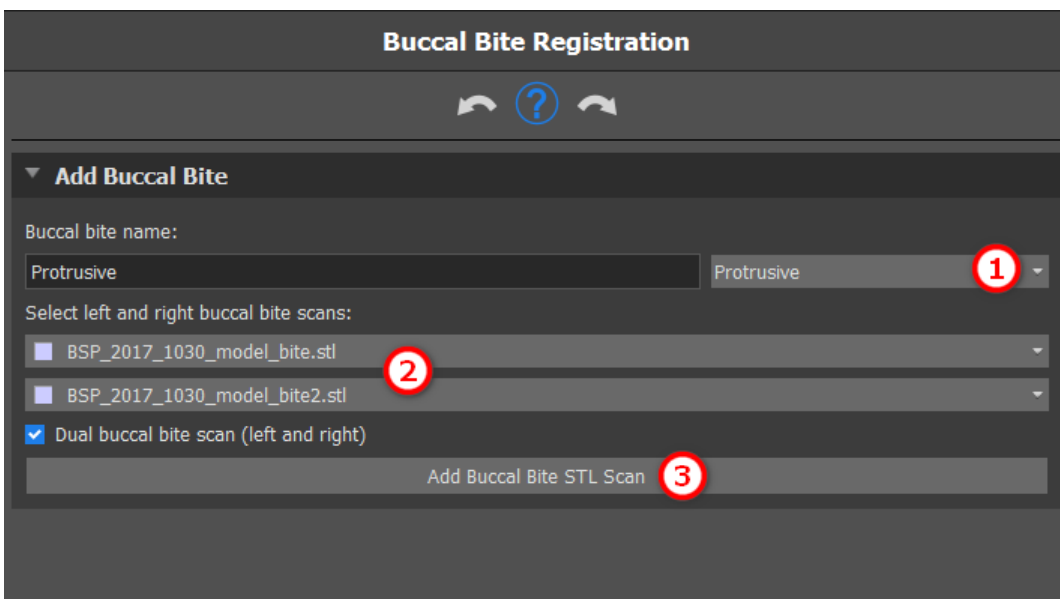 Buccal Bite Registration
?
Add Buccal Bite
Buccal bite name:
Protrusive
Protrusive
1
Select left and right buccal bite scans:
BSP_2017_1030_model_bite.stl
2
BSP_2017_1030_model_bite2.stl
Dual buccal bite scan (left and right)
Add Buccal Bite STL Scan 3